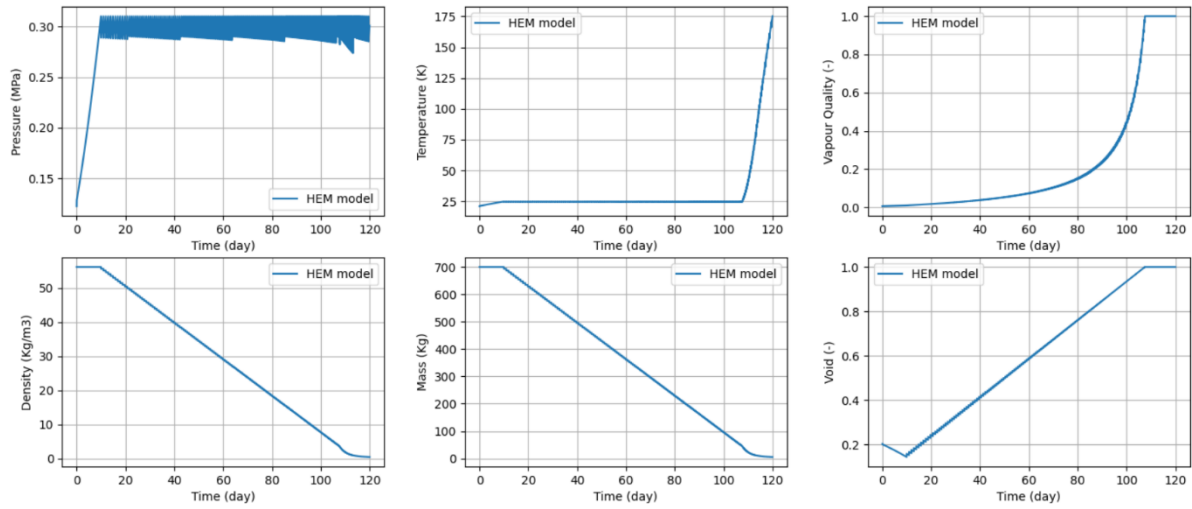 Pressure (MPa)
0.30
0.25
0.20
0.15
HEM model
0 20 40 60 80 100 120
Time (day)
Temperature (K)
175
150
125
100
75
50
25
HEM model
0 20 40 60 80 100 120
Time (day)
Vapour Quality (-)
1.0
0.8
0.6
0.4
0.2
0.0
HEM model
0 20 40 60 80 100 120
Time (day)
Density (Kg/m3)
50
40
30
20
10
0
HEM model
0 20 40 60 80 100 120
Time (day)
Mass (Kg)
700
600
500
400
300
200
100
0
HEM model
0 20 40 60 80 100 120
Time (day)
Void (-)
1.0
0.8
0.6
0.4
0.2
HEM model
0 20 40 60 80 100 120
Time (day)